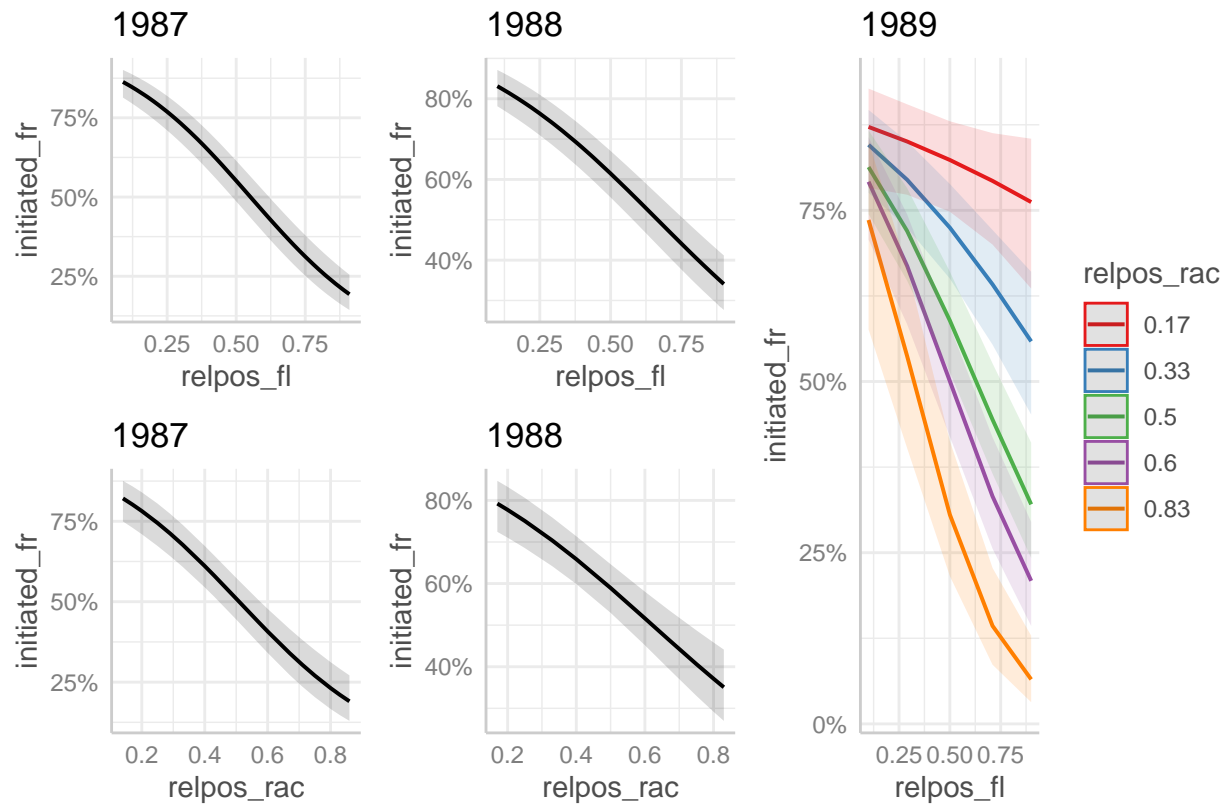 1987
initiated_fr
75%
50%
25%
0.25 0.50 0.75
relpos_fl
1988
initiated_fr
80%
60%
40%
0.25 0.50 0.75
relpos_fl
1987
initiated_fr
75%
50%
25%
0.2 0.4 0.6 0.8
relpos_rac
1988
initiated_fr
80%
60%
40%
0.2 0.4 0.6 0.8
relpos_rac
1989
initiated_fr
75%
50%
25%
0%
0.25 0.50 0.75
relpos_fl
relpos_rac
0.17
0.33
0.5
0.6
0.83